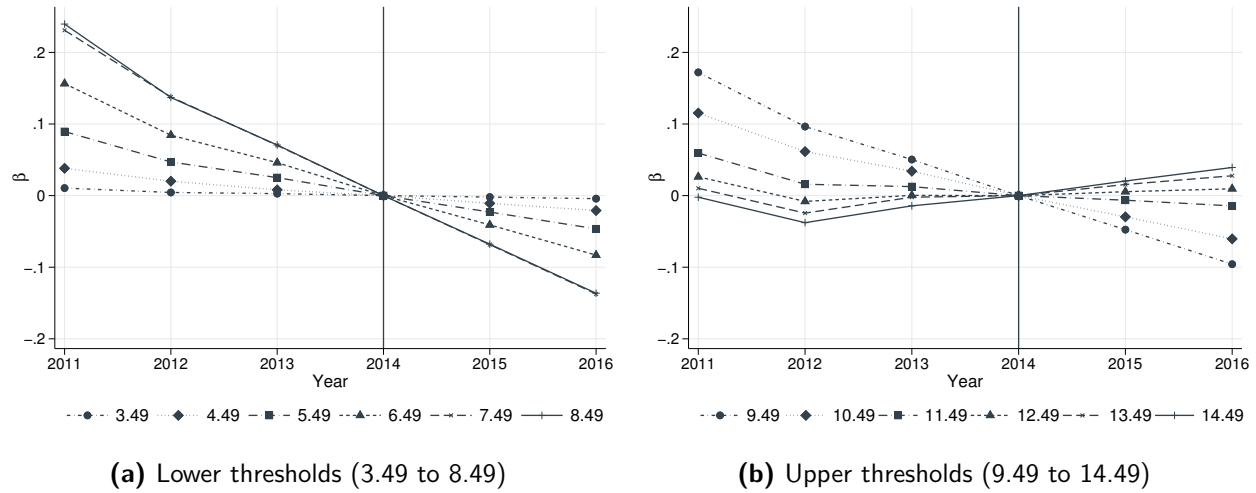 .2
.1
0
−.1
−.2
β
2011 2012 2013 2014 2015 2016
Year
3.49 4.49 5.49 6.49 7.49 8.49
(a) Lower thresholds (3.49 to 8.49)
.2
.1
0
−.1
−.2
β
2011 2012 2013 2014 2015 2016
Year
9.49 10.49 11.49 12.49 13.49 14.49
(b) Upper thresholds (9.49 to 14.49)